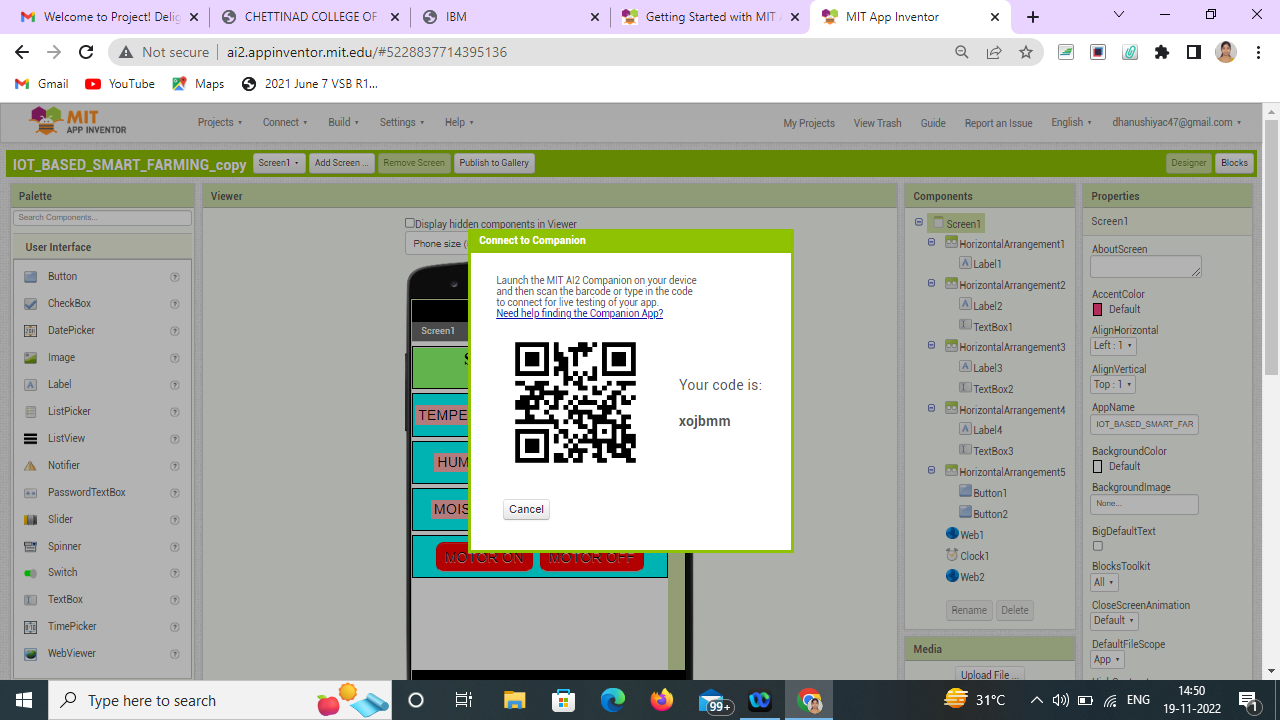 Welcome to Project! Delig
CHETTINAD COLLEGE OF
IBM
Getting Started with MIT
MIT App Inventor
Not secure
ai2.appinventor.mit.edu/#5228837714395136
Gmail
YouTube
Maps
2021 June 7 VSB R1...
MIT
APP INVENTOR
Projects
Connect
Build
Settings
Help
My Projects
View Trash
Guide
Report an Issue
English
dhanushiyac47@gmail.com
IOT_BASED_SMART_FARMING_copy
Screen1
Add Screen ...
Remove Screen
Publish to Gallery
Designer
Blocks
Palette
Search Components...
User Interface
Button
CheckBox
DatePicker
Image
Label
ListPicker
ListView
Notifier
PasswordTextBox
Slider
Spinner
Switch
TextBox
TimePicker
WebViewer
Viewer
Display hidden components in Viewer
Phone size (
Screen1
S
TEMPE
HUM
MOIS
MOTOR ON
MOTOR OFF
Connect to Companion
Launch the MIT AI2 Companion on your device
and then scan the barcode or type in the code
to connect for live testing of your app.
Need help finding the Companion App?
Your code is:
xojbmm
Cancel
Components
Screen1
HorizontalArrangement1
Label1
HorizontalArrangement2
Label2
TextBox1
HorizontalArrangement3
Label3
TextBox2
HorizontalArrangement4
Label4
TextBox3
HorizontalArrangement5
Button1
Button2
Web1
Clock1
Web2
Rename
Delete
Media
Upload File ...
Properties
Screen1
AboutScreen
AccentColor
Default
AlignHorizontal
Left : 1
AlignVertical
Top : 1
AppName
IOT_BASED_SMART_FAR
BackgroundColor
Default
BackgroundImage
None...
BigDefaultText
BlocksToolkit
All
CloseScreenAnimation
Default
DefaultFileScope
App
Type here to search
99+
31°C
ENG
14:50
19-11-2022
1